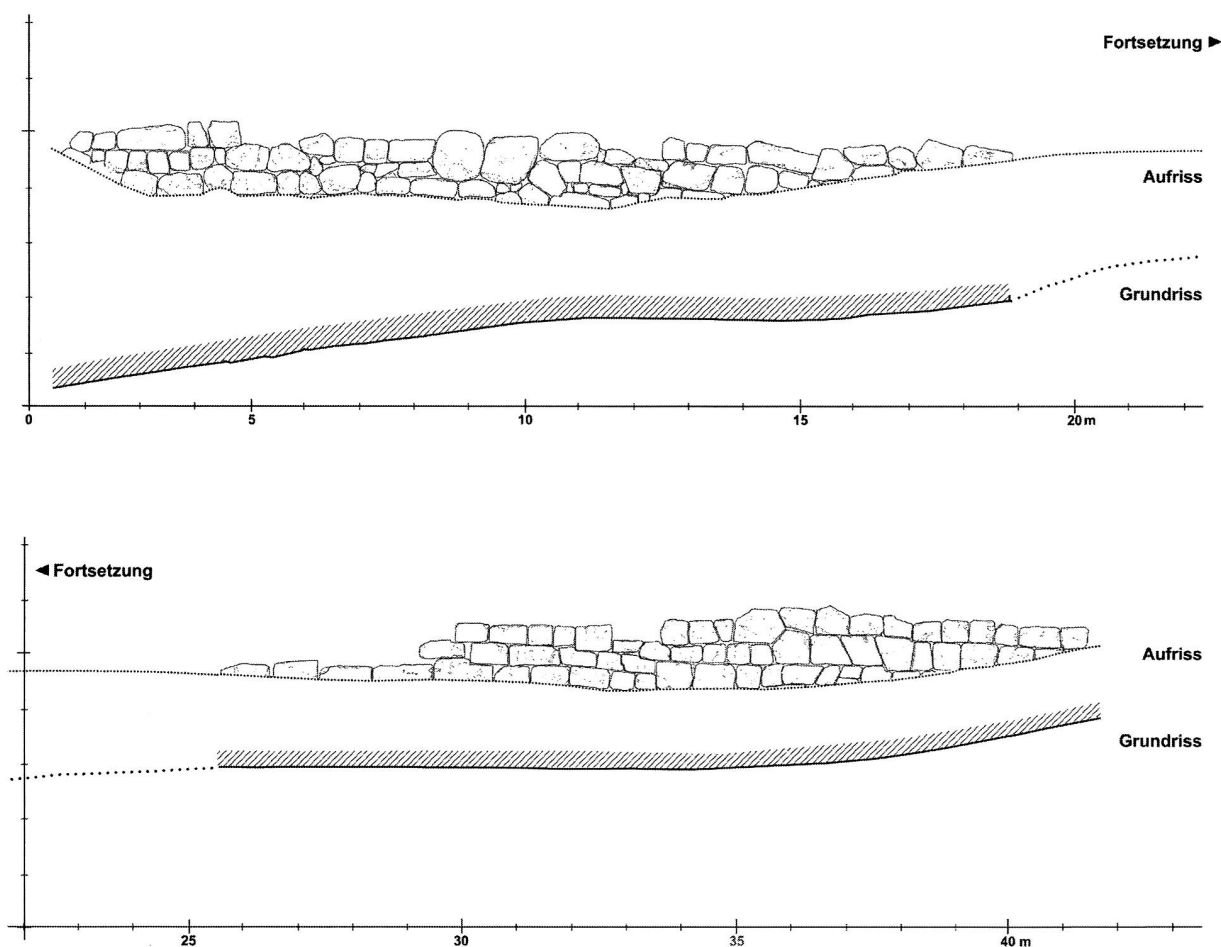 Fortsetzung ►
Aufriss
Grundriss
0 5 10 15 20 m
◄ Fortsetzung
Aufriss
Grundriss
25 30 35 40 m